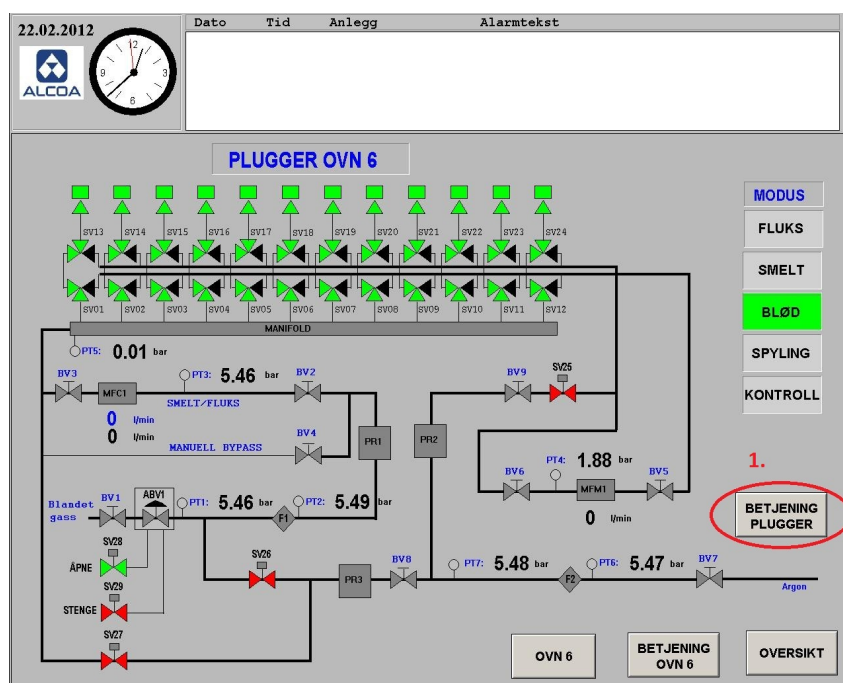 Dato Tid Anlegg Alarmtekst
22.02.2012
12
9 3
6
ALCOA
PLUGGER OVN 6
MODUS
FLUKS
SMELT
BLØD
SPYLING
KONTROLL
SV13 SV14 SV15 SV16 SV17 SV18 SV19 SV20 SV21 SV22 SV23 SV24
SV01 SV02 SV03 SV04 SV05 SV06 SV07 SV08 SV09 SV10 SV11 SV12
MANIFOLD
PT5: 0.01 bar
BV3
MFC1
PT3: 5.46 bar
BV2
SMELT/FLUKS
0 l/min
0 l/min
MANUELL BYPASS
BV4
PR1
PR2
BV9
SV25
PT4: 1.88 bar
BV6
MFM1
BV5
0 l/min
1.
BETJENING
PLUGGER
Blandet
gass
BV1
ABV1
PT1: 5.46 bar
PT2: 5.49 bar
F1
SV28
ÅPNE
SV29
STENGE
SV27
SV26
PR3
BV8
PT7: 5.48 bar
F2
PT6: 5.47 bar
BV7
Argon
OVN 6
BETJENING
OVN 6
OVERSIKT